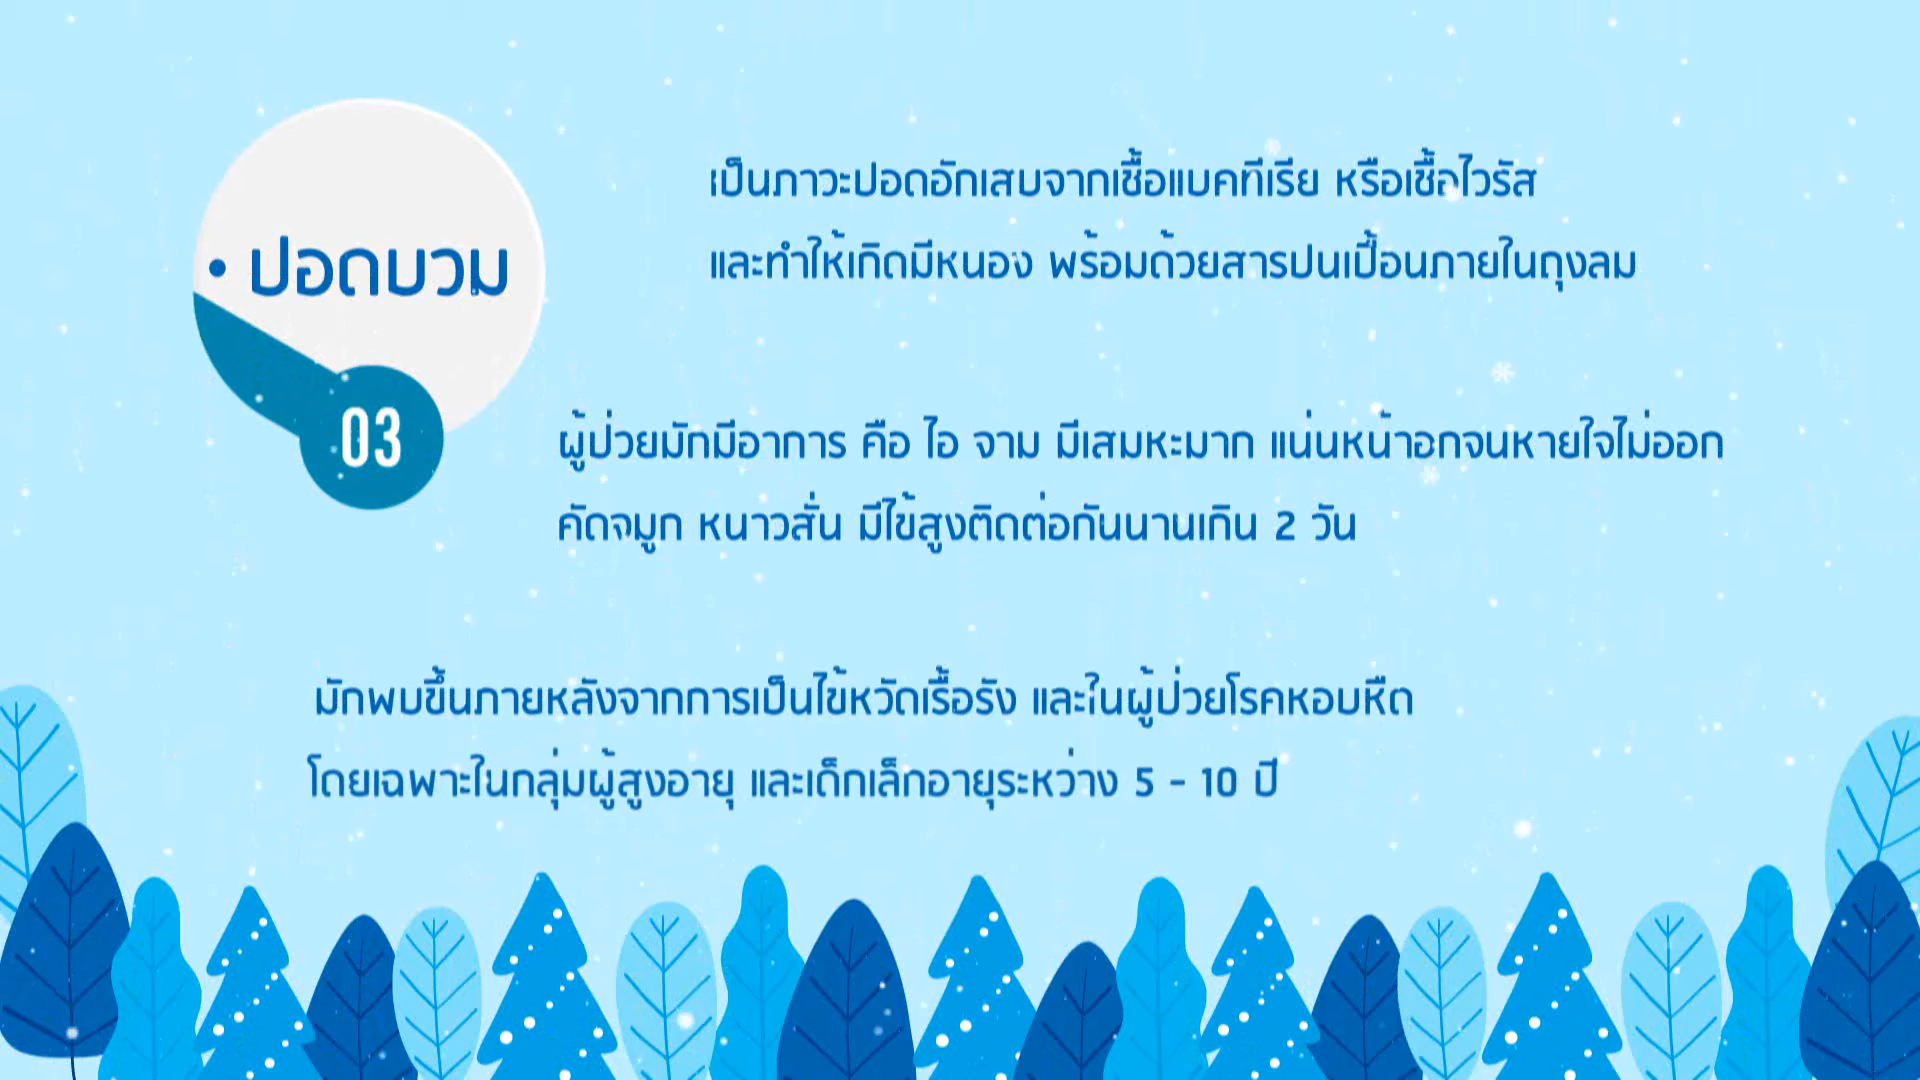 • ปอดบวม
03
เป็นภาวะปอดอักเสบจากเชื้อแบคทีเรีย หรือเชื้อไวรัส
และทำให้เกิดมีหนอง พร้อมด้วยสารปนเปื้อนภายในถุงลม
ผู้ป่วยมักมีอาการ คือ ไอ จาม มีเสมหะมาก แน่นหน้าอกจนหายใจไม่ออก
คัดจมูก หนาวสั่น มีไข้สูงติดต่อกันนานเกิน 2 วัน
มักพบขึ้นภายหลังจากการเป็นไข้หวัดเรื้อรัง และในผู้ป่วยโรคหอบหืด
โดยเฉพาะในกลุ่มผู้สูงอายุ และเด็กเล็กอายุระหว่าง 5 - 10 ปี